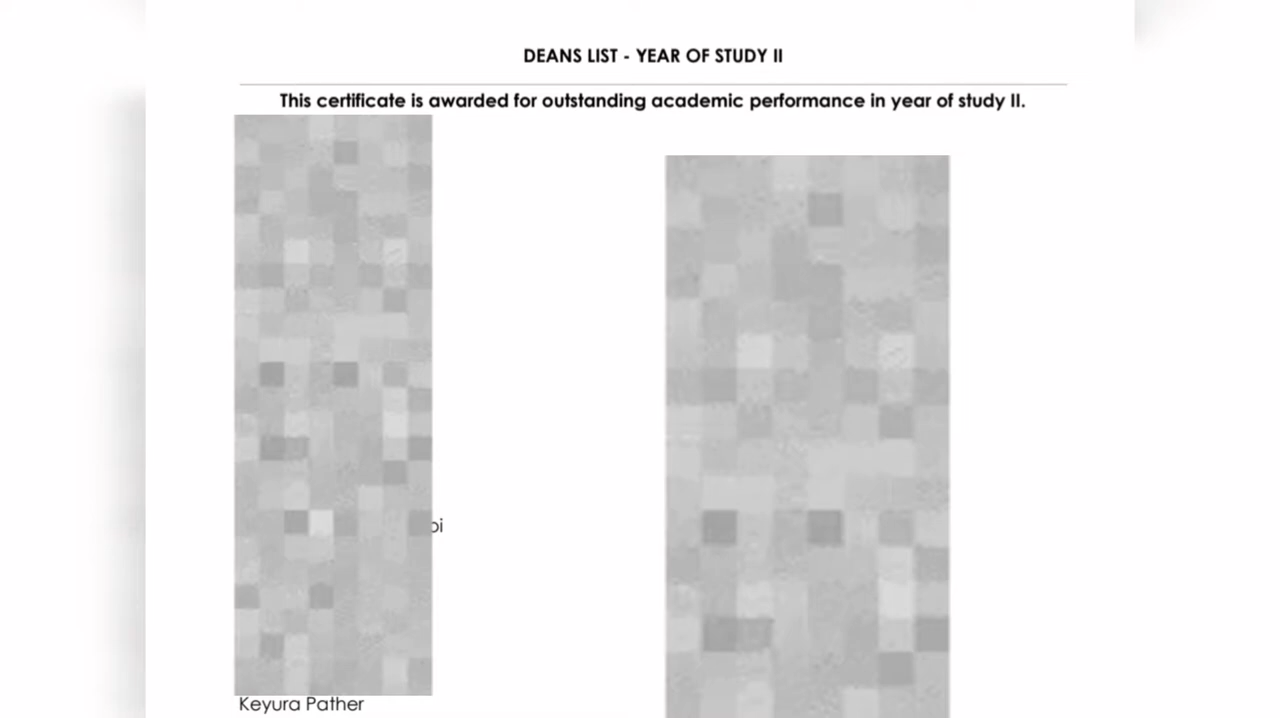 DEANS LIST - YEAR OF STUDY II
This certificate is awarded for outstanding academic performance in year of study II.
Keyura Pather